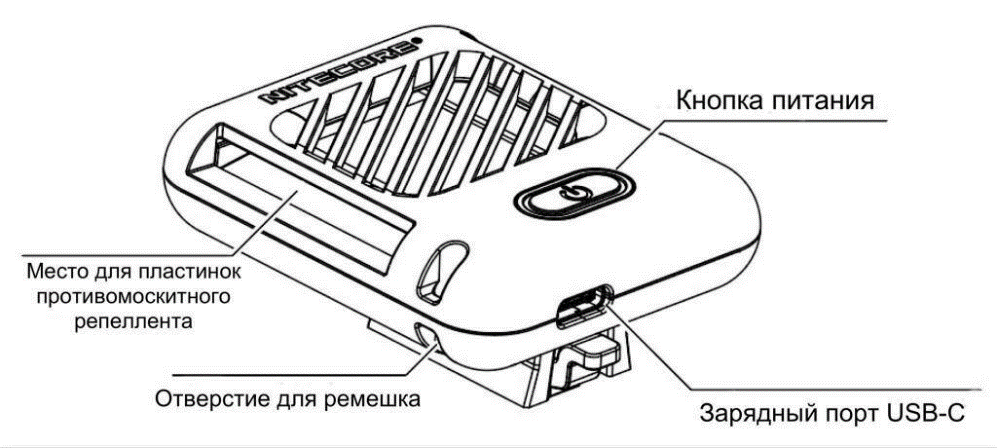 NITECORE®
Кнопка питания
Место для пластинок
противомоскитного
репеллента
Отверстие для ремешка
Зарядный порт USB-C